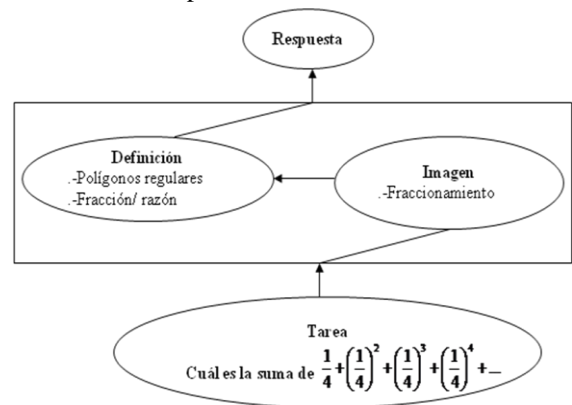 Respuesta
Definición
.-Polígonos regulares
.-Fracción/ razón
Imagen
.-Fraccionamiento
Tarea
Cuál es la suma de 1/4+(1/4)^2+(1/4)^3+(1/4)^4+...